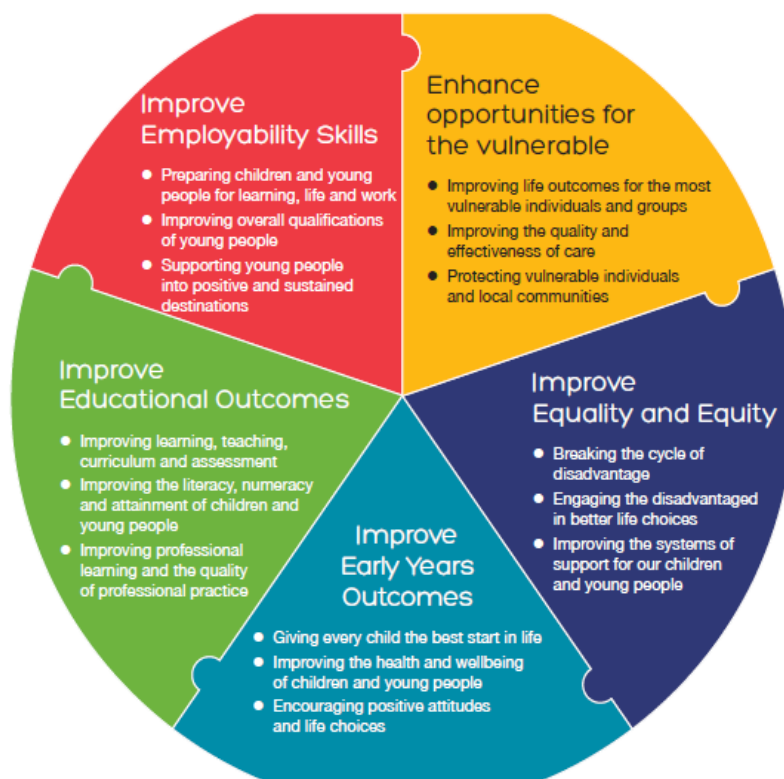 Improve
Employability Skills
● Preparing children and young
people for learning, life and work
● Improving overall qualifications
of young people
● Supporting young people
into positive and sustained
destinations
Enhance
opportunities for
the vulnerable
● Improving life outcomes for the most
vulnerable individuals and groups
● Improving the quality and
effectiveness of care
● Protecting vulnerable individuals
and local communities
Improve
Equality and Equity
● Breaking the cycle of
disadvantage
● Engaging the disadvantaged
in better life choices
● Improving the systems of
support for our children
and young people
Improve
Early Years
Outcomes
● Giving every child the best start in life
● Improving the health and wellbeing
of children and young people
● Encouraging positive attitudes
and life choices
Improve
Educational Outcomes
● Improving learning, teaching,
curriculum and assessment
● Improving the literacy, numeracy
and attainment of children and
young people
● Improving professional
learning and the quality
of professional practice